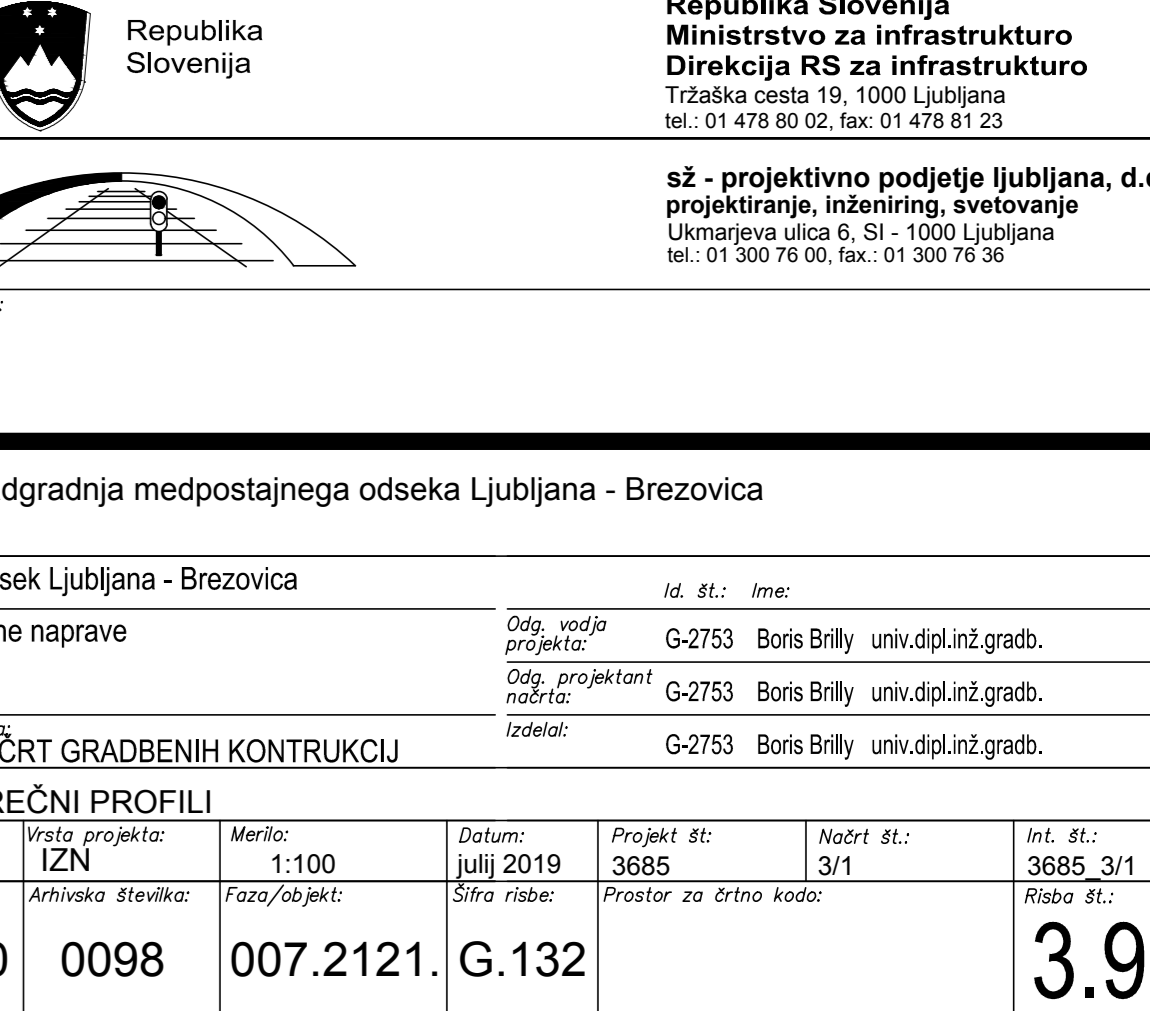 Republika
Slovenija
Republika Slovenija
Ministrstvo za infrastrukturo
Direkcija RS za infrastrukturo
Tržaška cesta 19, 1000 Ljubljana
tel.: 01 478 80 02, fax: 01 478 81 23
sž - projektivno podjetje ljubljana, d.
projektiranje, inženiring, svetovanje
Ukmarjeva ulica 6, SI - 1000 Ljubljana
tel.: 01 300 76 00, fax.: 01 300 76 36
dgradnja medpostajnega odseka Ljubljana - Brezovica
sek Ljubljana - Brezovica
ne naprave
Id. št.: Ime:
Odg. vodja
projekta: G-2753 Boris Brilly univ.dipl.inž.gradb.
Odg. projektant
načrta: G-2753 Boris Brilly univ.dipl.inž.gradb.
Izdelal: G-2753 Boris Brilly univ.dipl.inž.gradb.
a:
ČRT GRADBENIH KONTRUKCIJ
REČNI PROFILI
Vrsta projekta: Merilo: Datum: Projekt št: Načrt št.: Int. št.:
IZN 1:100 julij 2019 3685 3/1 3685_3/1
Arhivska številka: Faza/objekt: Šifra risbe: Prostor za črtno kodo: Risba št.:
0 0098 007.2121. G.132 3.9